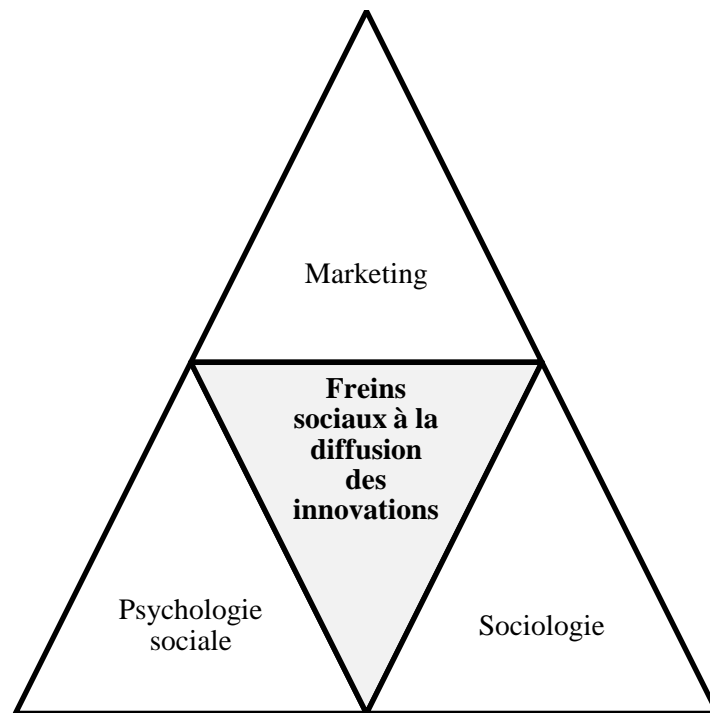 Marketing
Freins
sociaux à la
diffusion
des
innovations
Psychologie
sociale
Sociologie